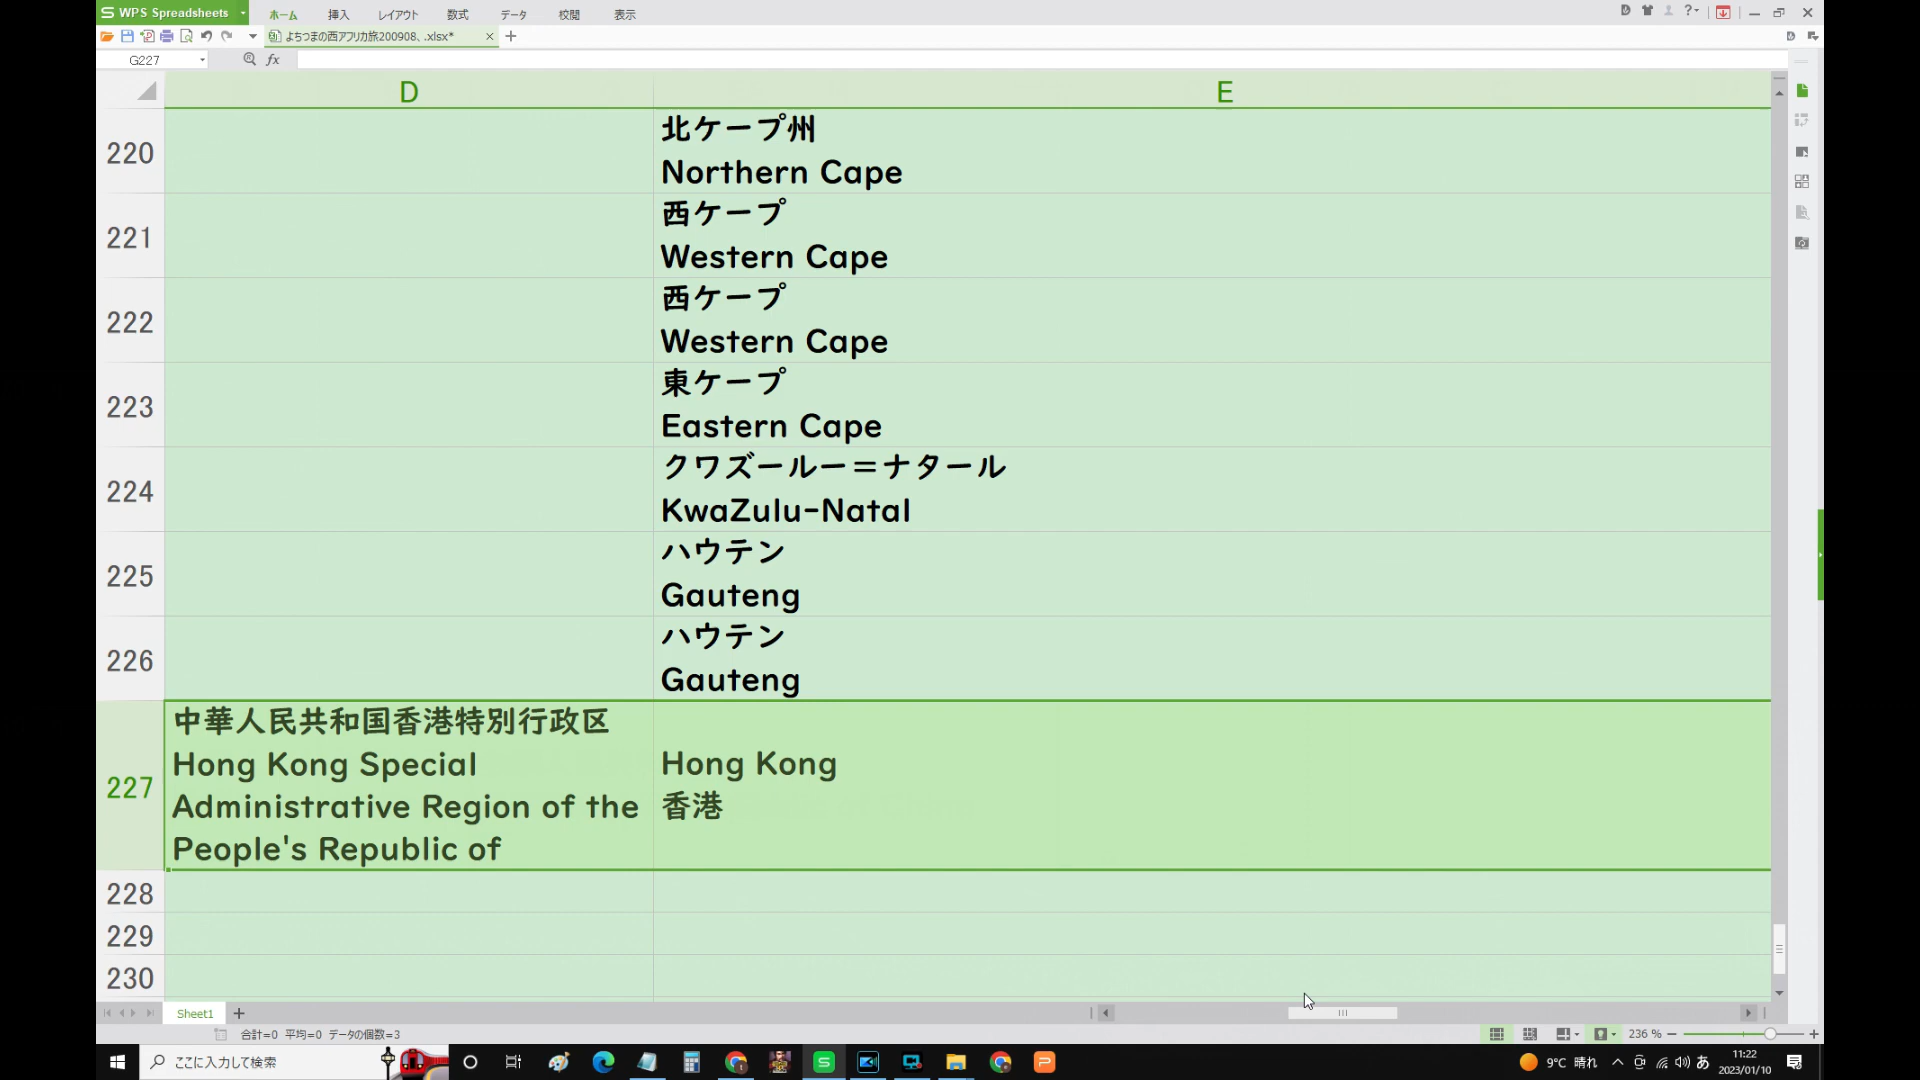 WPS Spreadsheets
ホーム 挿入 レイアウト 数式 データ 校閲 表示
よちつまの西アフリカ旅200908、.xlsx*
G227
fx
D E
220
北ケープ州
Northern Cape
221
西ケープ
Western Cape
222
西ケープ
Western Cape
223
東ケープ
Eastern Cape
224
クワズールー＝ナタール
KwaZulu-Natal
225
ハウテン
Gauteng
226
ハウテン
Gauteng
227
中華人民共和国香港特別行政区
Hong Kong Special
Administrative Region of the
People's Republic of
Hong Kong
香港
228
229
230
Sheet1
合計=0 平均=0 データの個数=3
236 %
ここに入力して検索
9°C 晴れ
あ
11:22
2023/01/10